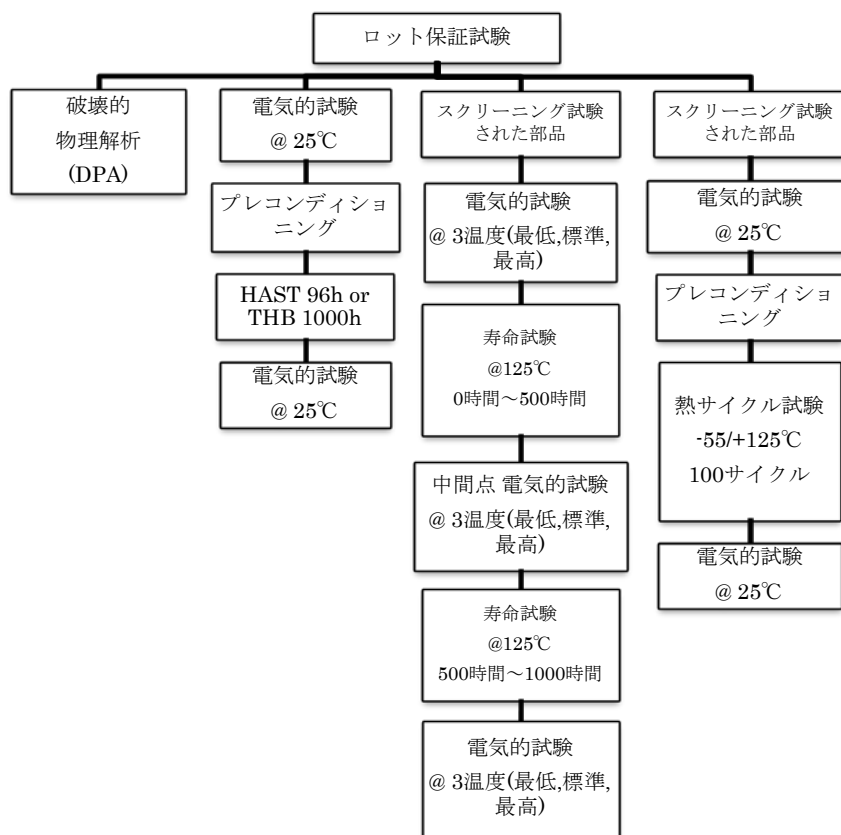 ロット保証試験
破壊的
物理解析
(DPA)
電気的試験
@ 25℃
プレコンディショ
ニング
HAST 96h or
THB 1000h
電気的試験
@ 25℃
スクリーニング試験
された部品
電気的試験
@ 3温度(最低,標準,
最高)
寿命試験
@125℃
0時間～500時間
中間点 電気的試験
@ 3温度(最低,標準,
最高)
寿命試験
@125℃
500時間～1000時間
電気的試験
@ 3温度(最低,標準,
最高)
スクリーニング試験
された部品
電気的試験
@ 25℃
プレコンディショ
ニング
熱サイクル試験
-55/+125℃
100サイクル
電気的試験
@ 25℃